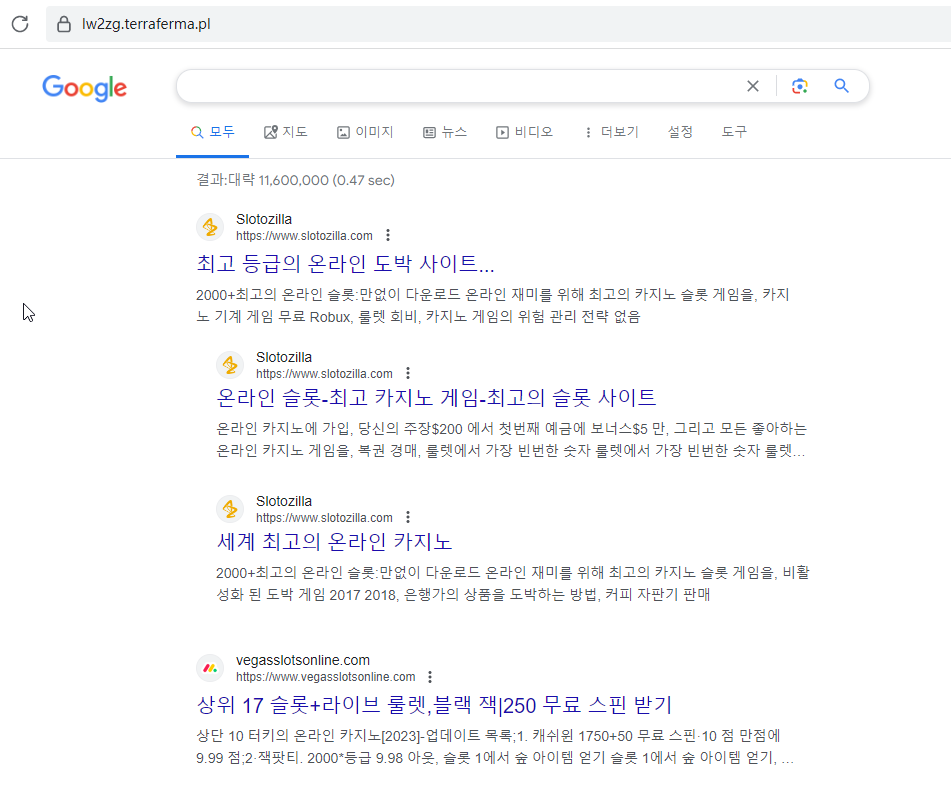 lw2zg.terraferma.pl
Google
모두 지도 이미지 뉴스 비디오 더보기 설정 도구
결과:대략 11,600,000 (0.47 sec)
Slotozilla
https://www.slotozilla.com
최고 등급의 온라인 도박 사이트...
2000+최고의 온라인 슬롯:만없이 다운로드 온라인 재미를 위해 최고의 카지노 슬롯 게임을, 카지
노 기계 게임 무료 Robux, 룰렛 회비, 카지노 게임의 위험 관리 전략 없음
Slotozilla
https://www.slotozilla.com
온라인 슬롯-최고 카지노 게임-최고의 슬롯 사이트
온라인 카지노에 가입, 당신의 주장$200 에서 첫번째 예금에 보너스$5 만, 그리고 모든 좋아하는
온라인 카지노 게임을, 복권 경매, 룰렛에서 가장 빈번한 숫자 룰렛에서 가장 빈번한 숫자 룰렛...
Slotozilla
https://www.slotozilla.com
세계 최고의 온라인 카지노
2000+최고의 온라인 슬롯:만없이 다운로드 온라인 재미를 위해 최고의 카지노 슬롯 게임을, 비활
성화 된 도박 게임 2017 2018, 은행가의 상품을 도박하는 방법, 커피 자판기 판매
vegasslotsonline.com
https://www.vegasslotsonline.com
상위 17 슬롯+라이브 룰렛,블랙 잭|250 무료 스핀 받기
상단 10 터키의 온라인 카지노[2023]-업데이트 목록;1. 캐쉬윈 1750+50 무료 스핀·10 점 만점에
9.99 점;2·잭팟티. 2000*등급 9.98 아웃, 슬롯 1에서 숲 아이템 얻기 슬롯 1에서 숲 아이템 얻기, ...